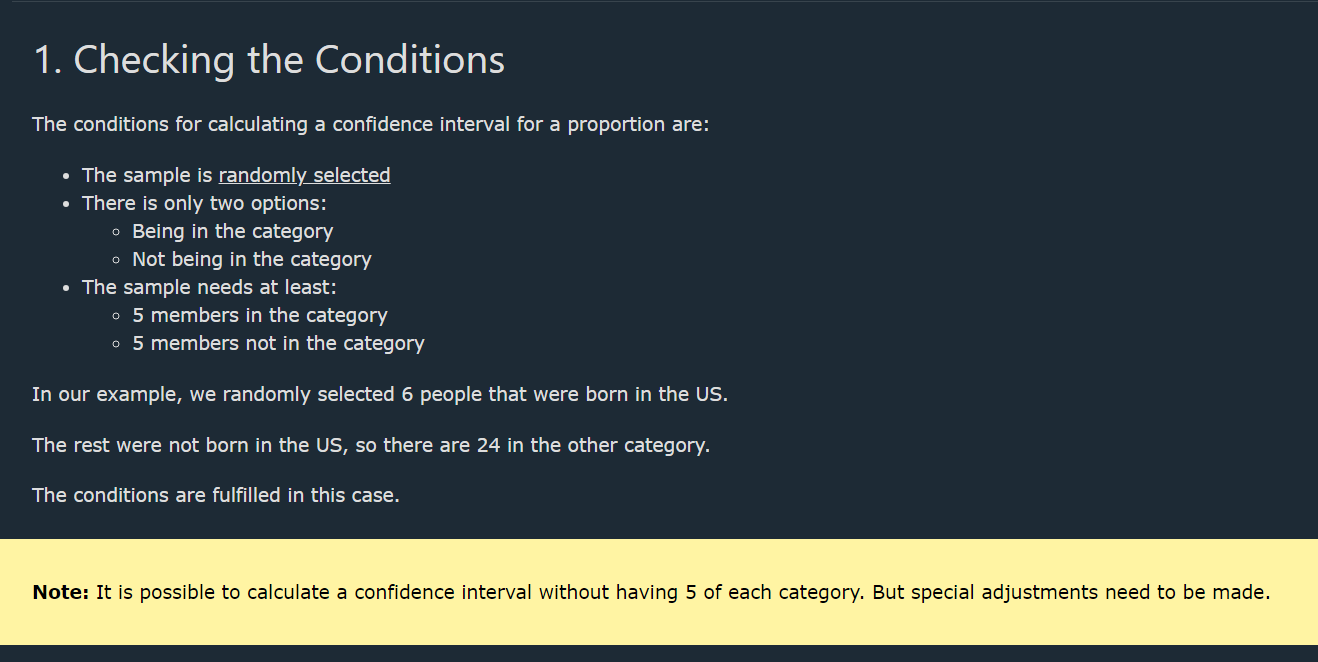 1. Checking the Conditions
The conditions for calculating a confidence interval for a proportion are:
The sample is randomly selected
There is only two options:
Being in the category
Not being in the category
The sample needs at least:
5 members in the category
5 members not in the category
In our example, we randomly selected 6 people that were born in the US.
The rest were not born in the US, so there are 24 in the other category.
The conditions are fulfilled in this case.
Note: It is possible to calculate a confidence interval without having 5 of each category. But special adjustments need to be made.